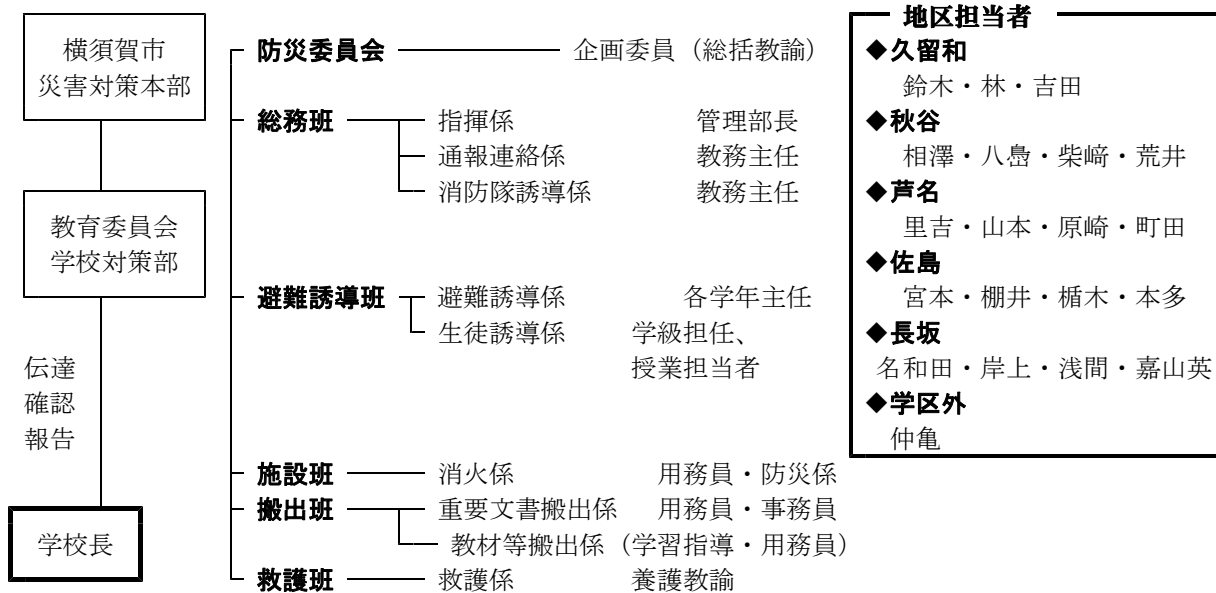 横須賀市
災害対策本部
教育委員会
学校対策部
伝達
確認
報告
学校長
防災委員会 企画委員（総括教諭）
総務班 指揮係 管理部長
通報連絡係 教務主任
消防隊誘導係 教務主任
避難誘導班 避難誘導係 各学年主任
生徒誘導係 学級担任、
授業担当者
施設班 消火係 用務員・防災係
搬出班 重要文書搬出係 用務員・事務員
教材等搬出係（学習指導・用務員）
救護班 救護係 養護教諭
地区担当者
◆久留和
鈴木・林・吉田
◆秋谷
相澤・八嶌・柴﨑・荒井
◆芦名
里吉・山本・原崎・町田
◆佐島
宮本・棚井・楯木・本多
◆長坂
名和田・岸上・浅間・嘉山英
◆学区外
仲亀